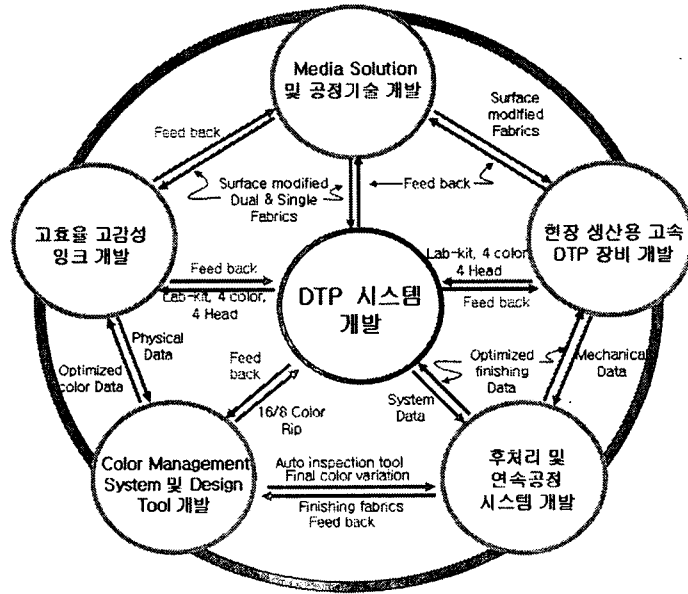 Media Solution
및 공정기술 개발
Feed back
Surface
modified
Fabrics
Surface modified
Dual & Single
Fabrics
Feed back
고효율 고감성
잉크 개발
현장 생산용 고속
DTP 장비 개발
Feed back
Lab-kit, 4 color,
4 Head
DTP 시스템
개발
Lab-kit, 4 color,
4 Head
Feed back
Physical
Data
Optimized
color Data
Feed
back
16/8 Color
Rip
System
Data
Optimized
finishing
Data
Mechanical
Data
Color Management
System 및 Design
Tool 개발
Auto inspection tool
Final color variation
Finishing fabrics
Feed back
후처리 및
연속공정
시스템 개발